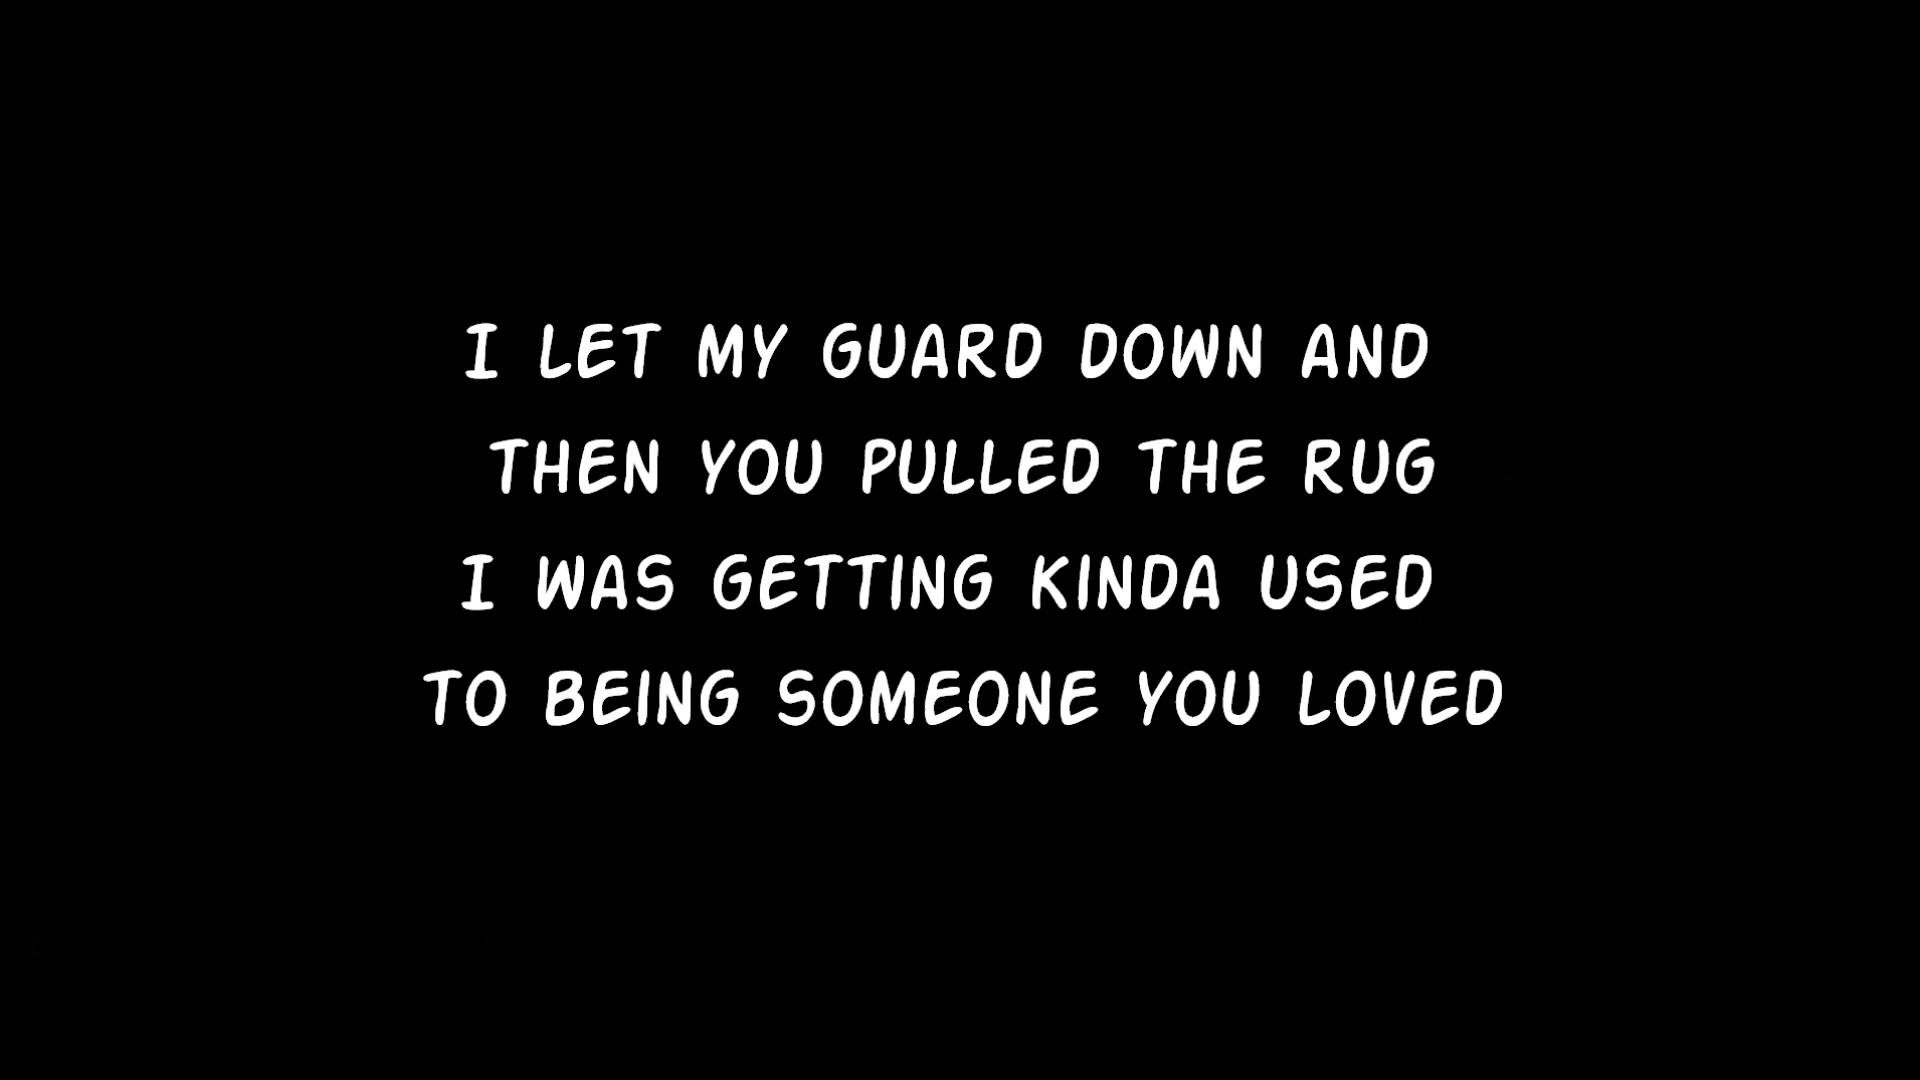 I LET MY GUARD DOWN AND
THEN YOU PULLED THE RUG
I WAS GETTING KINDA USED
TO BEING SOMEONE YOU LOVED